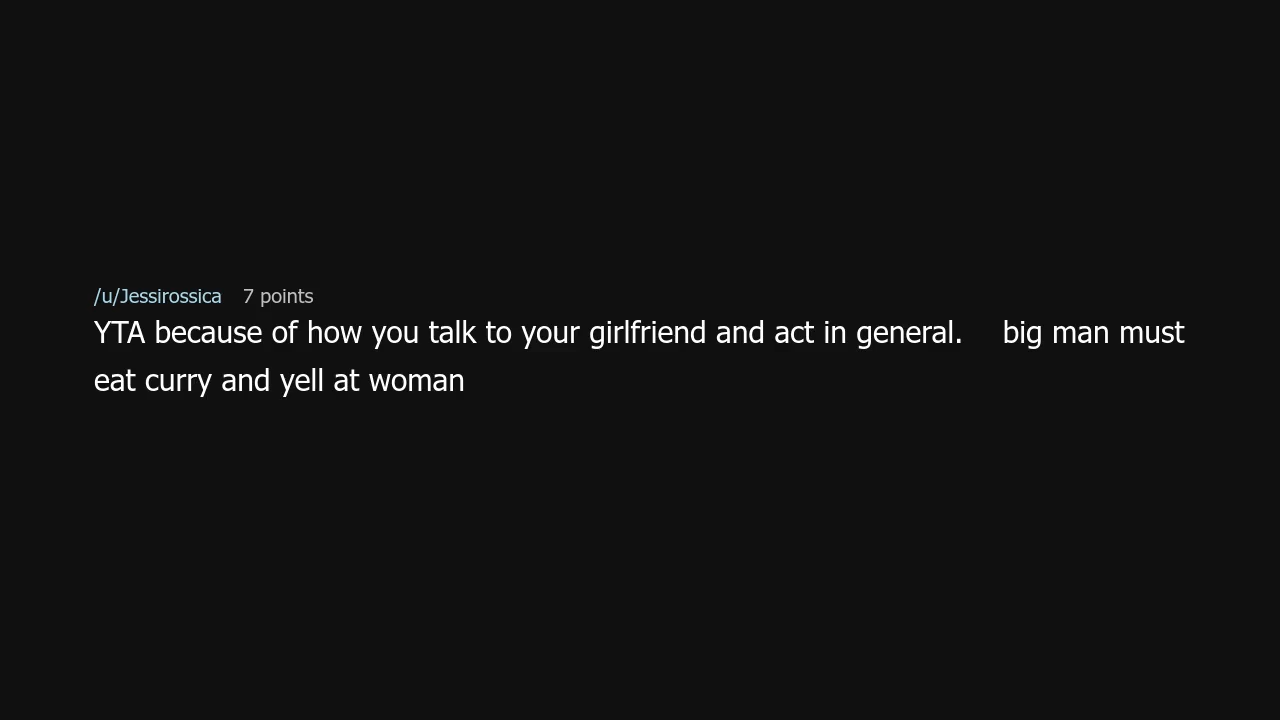 /u/Jessirossica 7 points
YTA because of how you talk to your girlfriend and act in general. big man must
eat curry and yell at woman